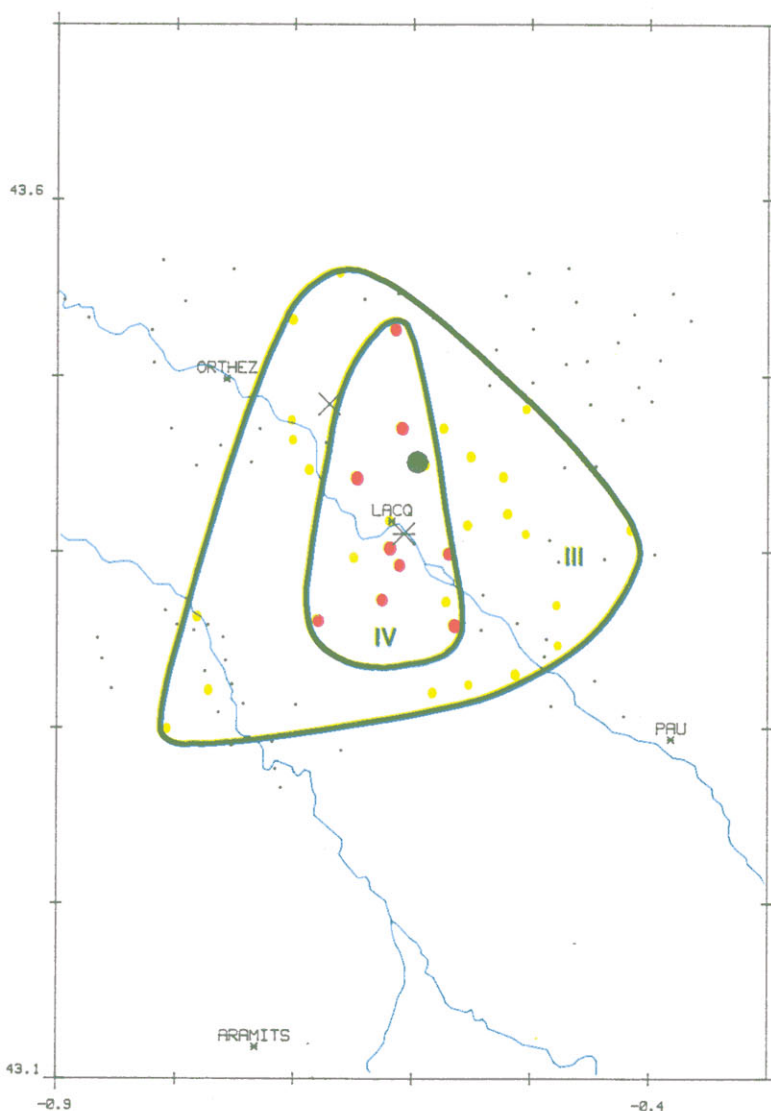 43.6
ORTHEZ
LACQ
III
IV
PAU
ARAMITS
43.1
-0.9
-0.4